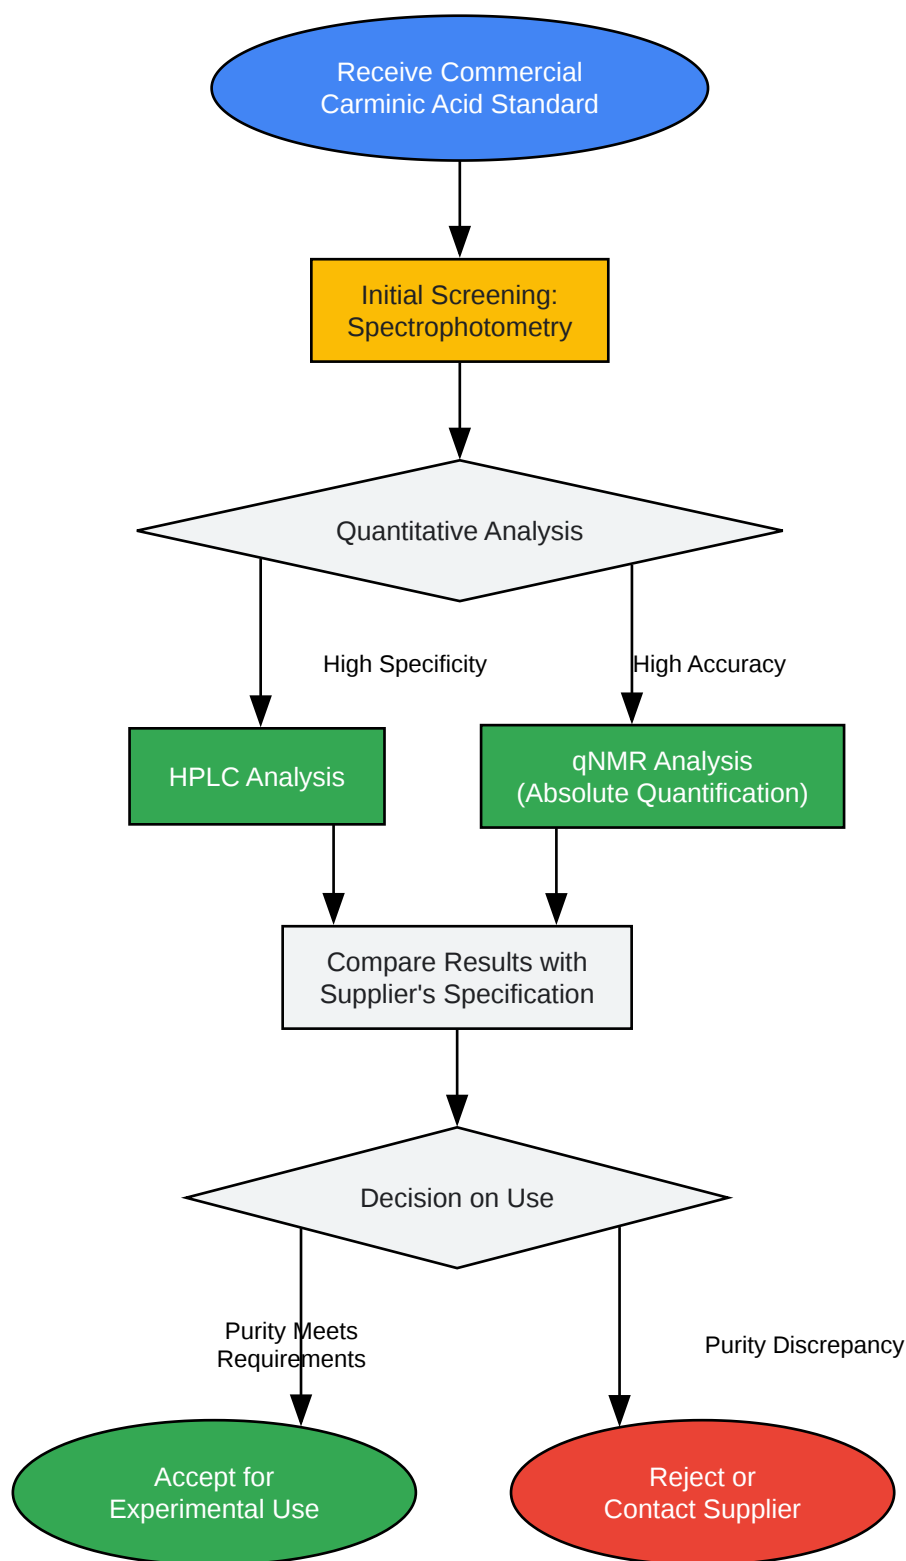 Receive Commercial
Carminic Acid Standard
Initial Screening:
Spectrophotometry
Quantitative Analysis
High Specificity
High Accuracy
HPLC Analysis
qNMR Analysis
(Absolute Quantification)
Compare Results with
Supplier's Specification
Decision on Use
Purity Meets
Requirements
Purity Discrepancy
Accept for
Experimental Use
Reject or
Contact Supplier